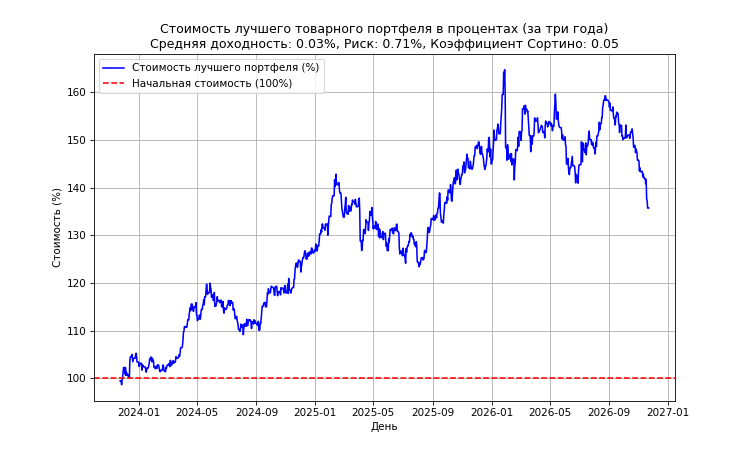 Стоимость лучшего товарного портфеля в процентах (за три года)
Средняя доходность: 0.03%, Риск: 0.71%, Коэффициент Сортино: 0.05
Стоимость лучшего портфеля (%)
Начальная стоимость (100%)
Стоимость (%)
160
150
140
130
120
110
100
2024-01 2024-05 2024-09 2025-01 2025-05 2025-09 2026-01 2026-05 2026-09 2027-01
День